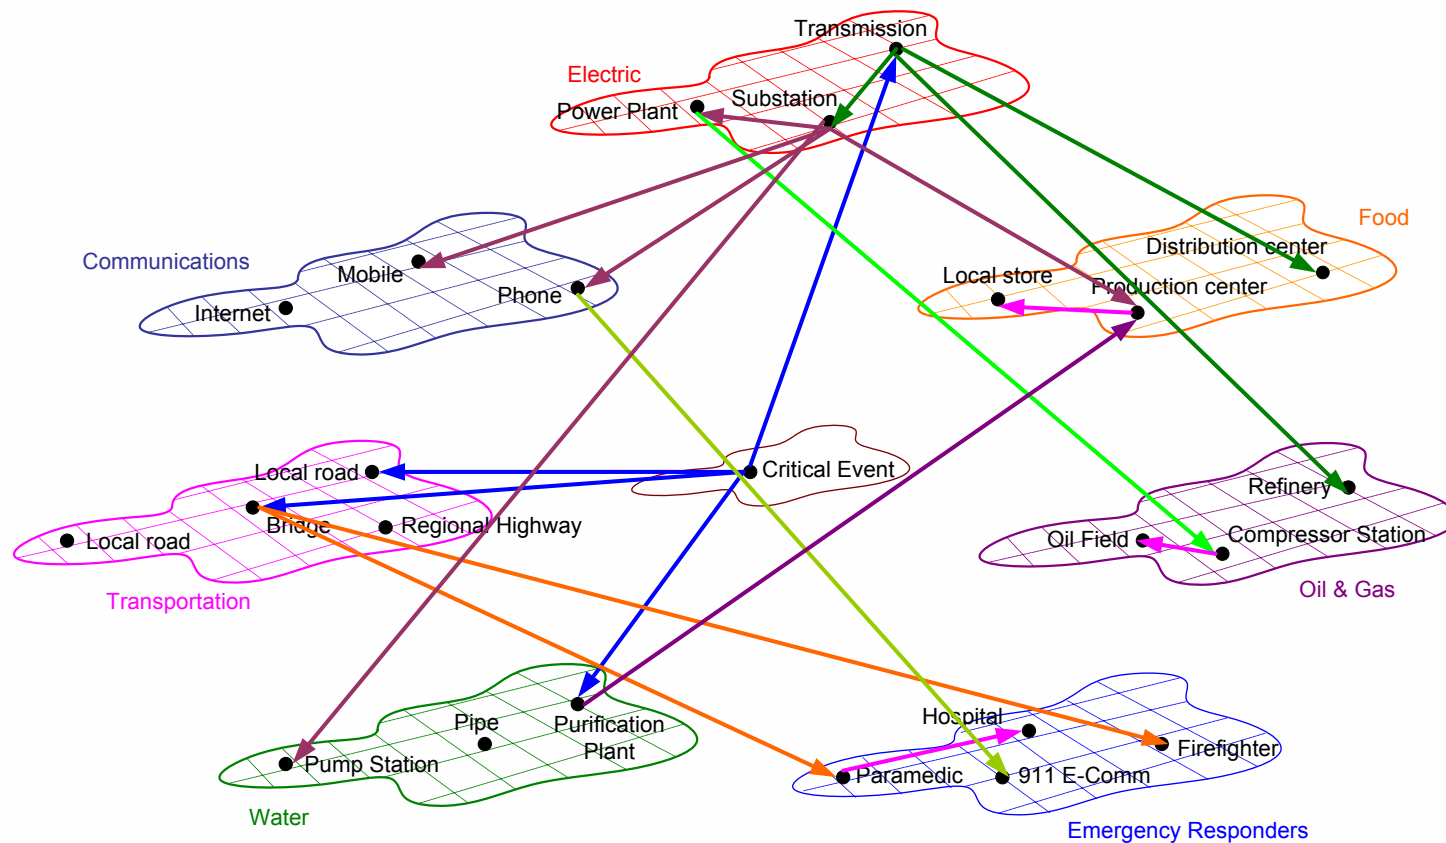 Transmission
Electric
Substation
Power Plant
Food
Distribution center
Communications
Mobile
Local store
Production center
Phone
Internet
Critical Event
Local road
Refinery
Bridge
Regional Highway
Compressor Station
Local road
Oil Field
Oil & Gas
Transportation
Hospital
Pipe
Purification
Plant
Firefighter
Pump Station
Paramedic
911 E-Comm
Water
Emergency Responders